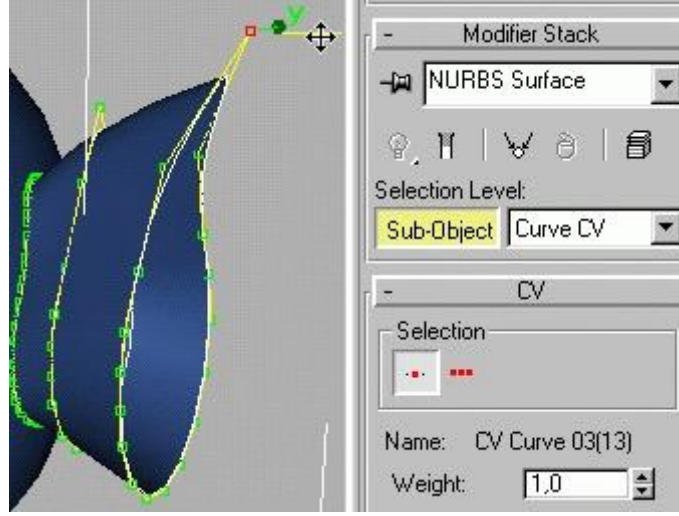 y
- Modifier Stack
NURBS Surface
Selection Level:
Sub-Object Curve CV
- CV
Selection
Name: CV Curve 03(13)
Weight: 1,0